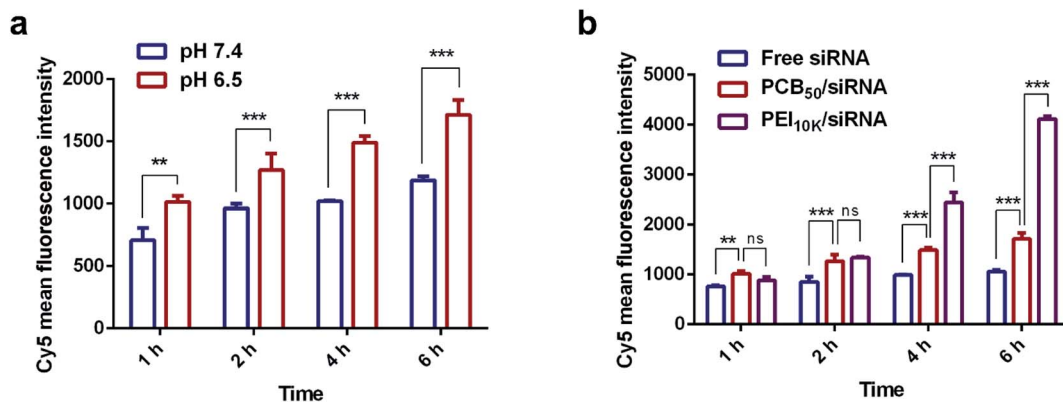 a
pH 7.4
pH 6.5
Cy5 mean fluorescence intensity
2000
1500
1000
500
0
**
***
***
***
1 h
2 h
4 h
6 h
Time
b
Free siRNA
PCB50/siRNA
PEI10K/siRNA
Cy5 mean fluorescence intensity
5000
4000
3000
2000
1000
0
**
ns
***
ns
***
***
***
***
1 h
2 h
4 h
6 h
Time